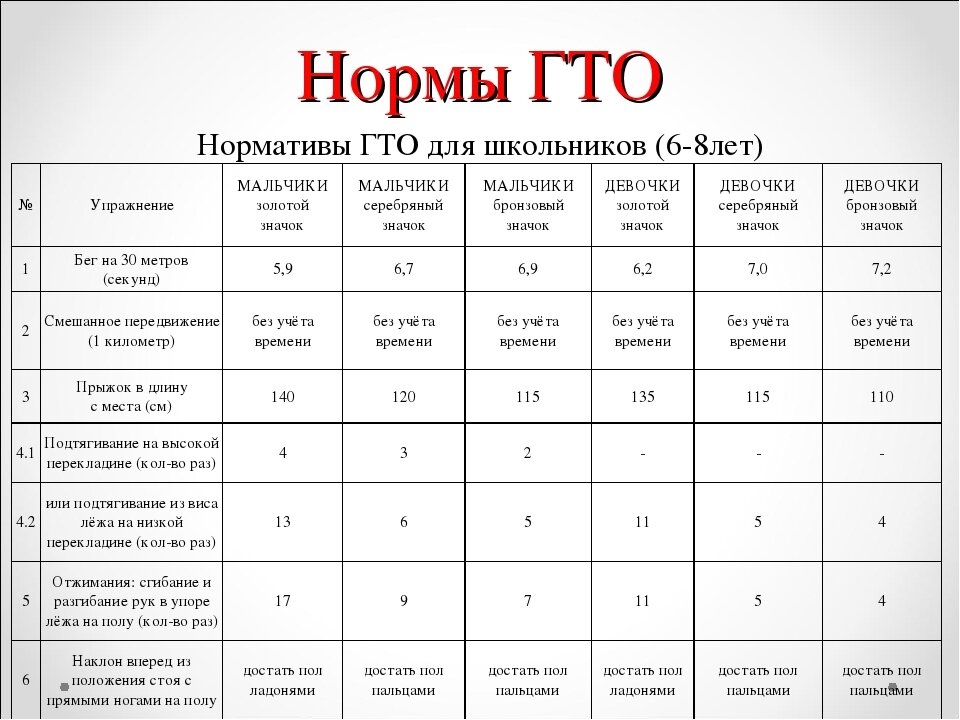 Нормы ГТО
Нормативы ГТО для школьников (6-8лет)
№ Упражнение МАЛЬЧИКИ золотой значок МАЛЬЧИКИ серебряный значок МАЛЬЧИКИ бронзовый значок ДЕВОЧКИ золотой значок ДЕВОЧКИ серебряный значок ДЕВОЧКИ бронзовый значок
1 Бег на 30 метров (секунд) 5,9 6,7 6,9 6,2 7,0 7,2
2 Смешанное передвижение (1 километр) без учёта времени без учёта времени без учёта времени без учёта времени без учёта времени без учёта времени
3 Прыжок в длину с места (см) 140 120 115 135 115 110
4.1 Подтягивание на высокой перекладине (кол-во раз) 4 3 2 - - -
4.2 или подтягивание из виса лёжа на низкой перекладине (кол-во раз) 13 6 5 11 5 4
5 Отжимания: сгибание и разгибание рук в упоре лёжа на полу (кол-во раз) 17 9 7 11 5 4
6 Наклон вперед из положения стоя с прямыми ногами на полу достать пол ладонями достать пол пальцами достать пол пальцами достать пол ладонями достать пол пальцами достать пол пальцами